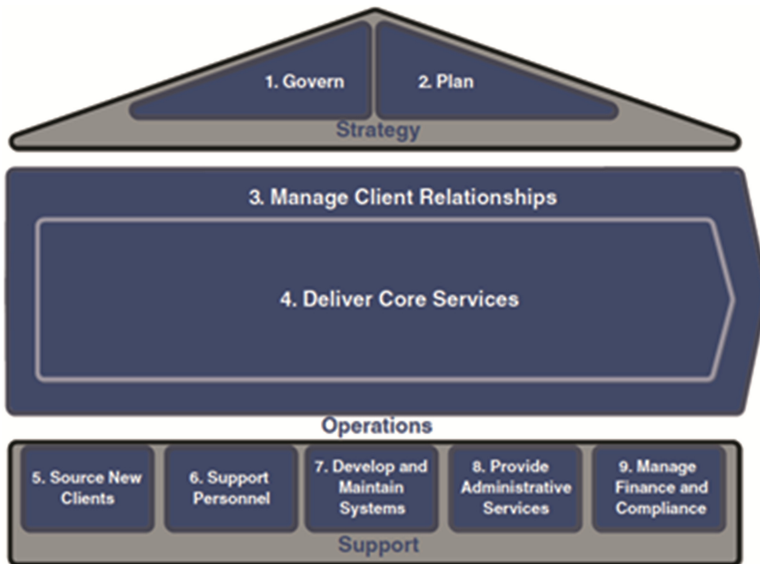 1. Govern
2. Plan
Strategy
3. Manage Client Relationships
4. Deliver Core Services
Operations
5. Source New
Clients
6. Support
Personnel
7. Develop and
Maintain
Systems
8. Provide
Administrative
Services
9. Manage
Finance and
Compliance
Support